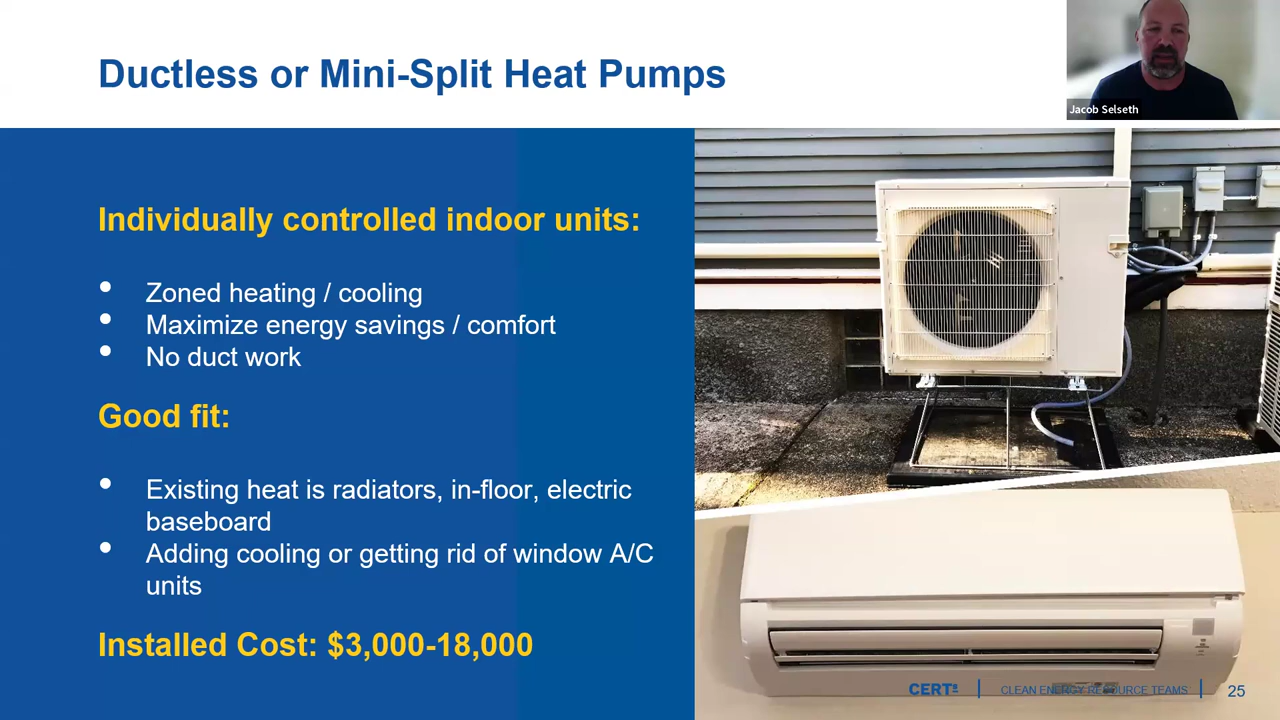 Ductless or Mini-Split Heat Pumps
Jacob Selseth
Individually controlled indoor units:
• Zoned heating / cooling
• Maximize energy savings / comfort
• No duct work
Good fit:
• Existing heat is radiators, in-floor, electric
baseboard
• Adding cooling or getting rid of window A/C
units
Installed Cost: $3,000-18,000
CERTs | CLEAN ENERGY RESOURCE TEAMS | 25